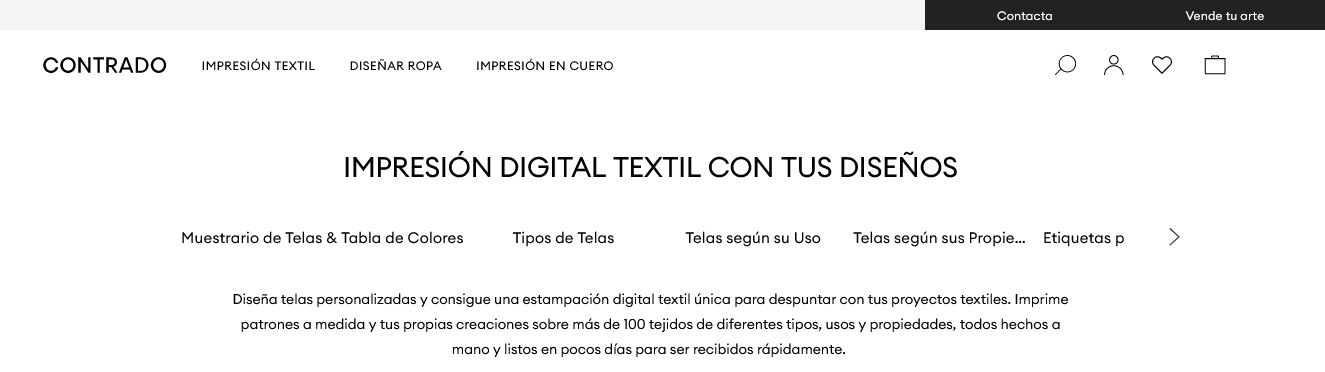 Contacta
Vende tu arte
CONTRADO
IMPRESIÓN TEXTIL
DISEÑAR ROPA
IMPRESIÓN EN CUERO
IMPRESIÓN DIGITAL TEXTIL CON TUS DISEÑOS
Muestrario de Telas & Tabla de Colores
Tipos de Telas
Telas según su Uso
Telas según sus Propie...
Etiquetas p
Diseña telas personalizadas y consigue una estampación digital textil única para despuntar con tus proyectos textiles. Imprime
patrones a medida y tus propias creaciones sobre más de 100 tejidos de diferentes tipos, usos y propiedades, todos hechos a
mano y listos en pocos días para ser recibidos rápidamente.